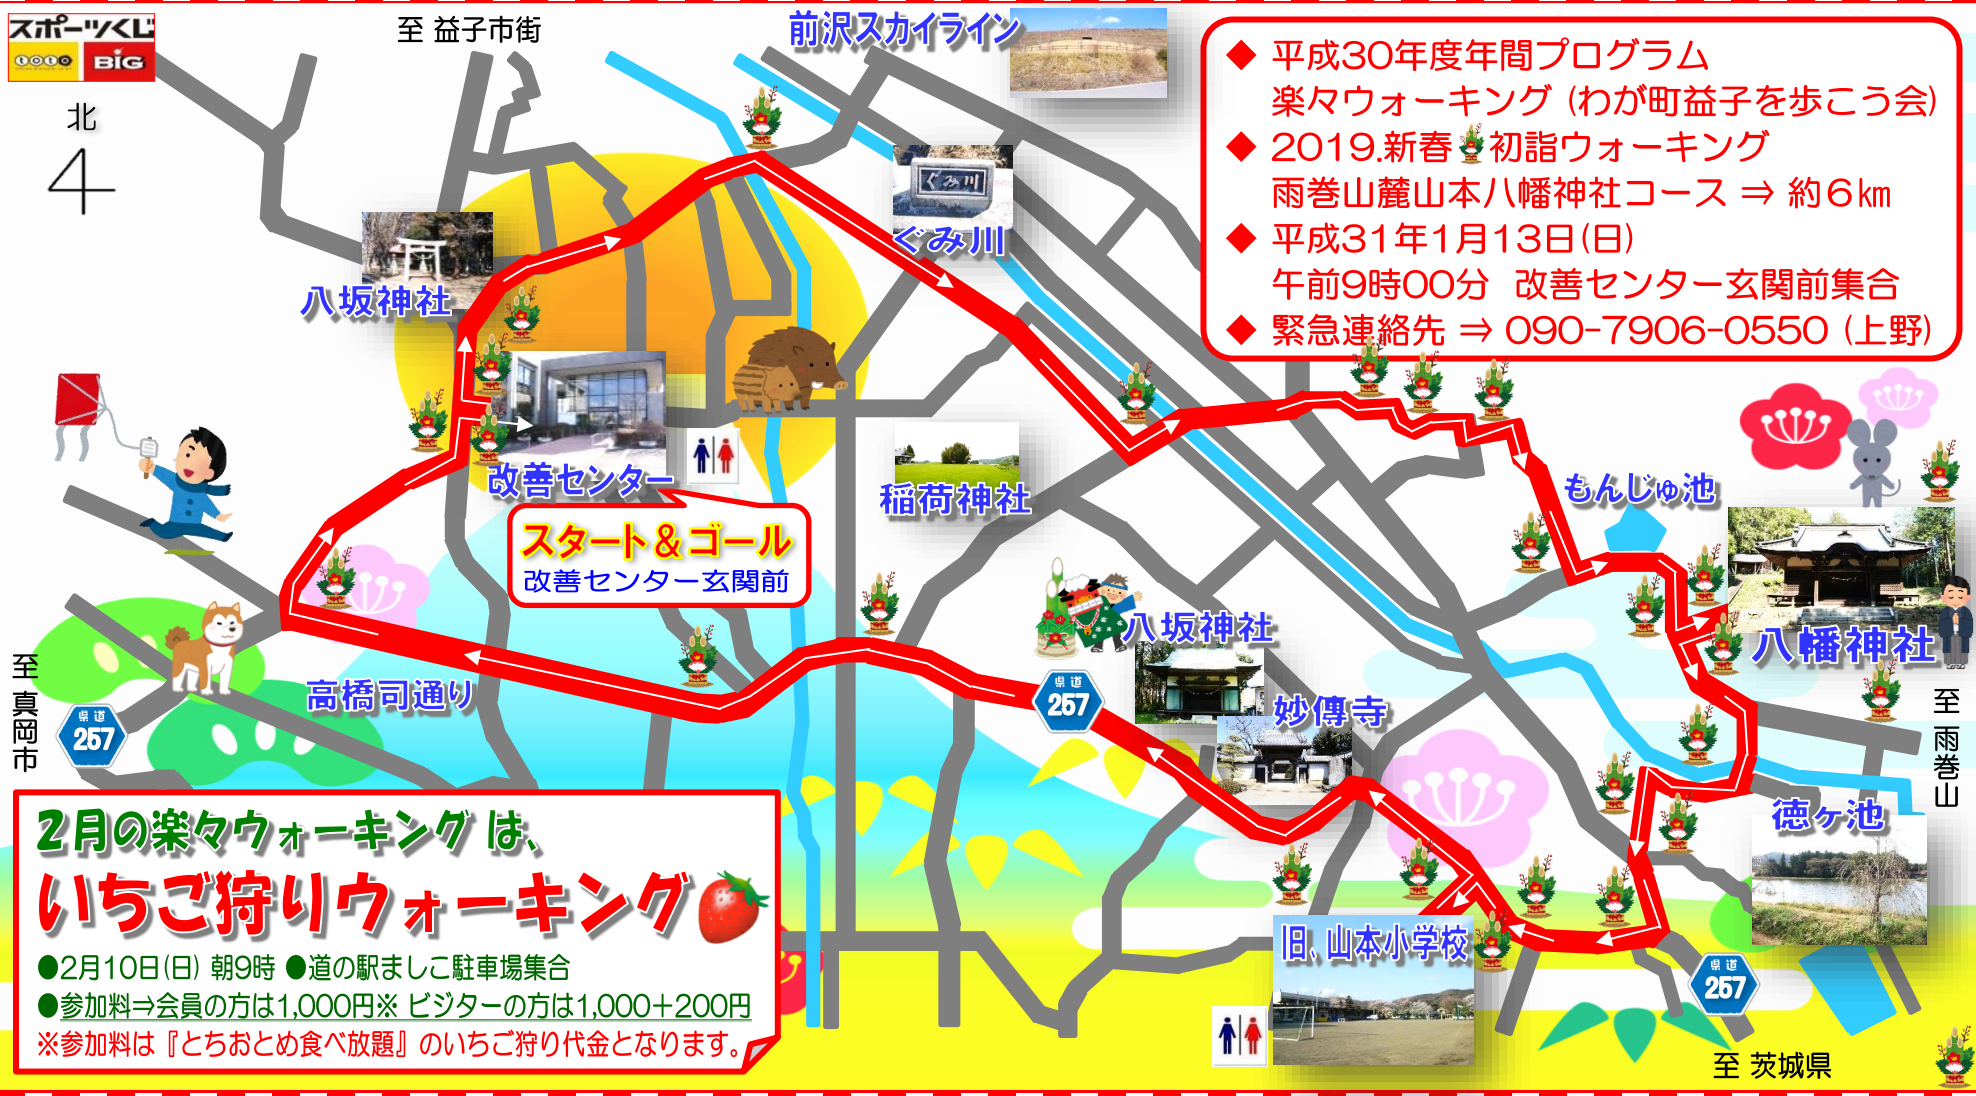 スポーツくじ
toto BIG
北
至 益子市街
前沢スカイライン
◆ 平成30年度年間プログラム
楽々ウォーキング (わが町益子を歩こう会)
◆ 2019.新春 初詣ウォーキング
雨巻山麓山本八幡神社コース ⇒ 約6㎞
◆ 平成31年1月13日(日)
午前9時00分 改善センター玄関前集合
◆ 緊急連絡先 ⇒ 090-7906-0550 (上野)
ぐみ川
ぐみ川
八坂神社
改善センター
スタート&ゴール
改善センター玄関前
稲荷神社
もんじゅ池
八幡神社
八坂神社
妙傳寺
県道
257
高橋司通り
至 真岡市
県道
257
至 雨巻山
徳ヶ池
旧、山本小学校
県道
257
至 茨城県
2月の楽々ウォーキング は、
いちご狩りウォーキング
●2月10日(日) 朝9時 ●道の駅ましこ駐車場集合
●参加料⇒会員の方は1,000円※ ビジターの方は1,000+200円
※参加料は『とちおとめ食べ放題』のいちご狩り代金となります。